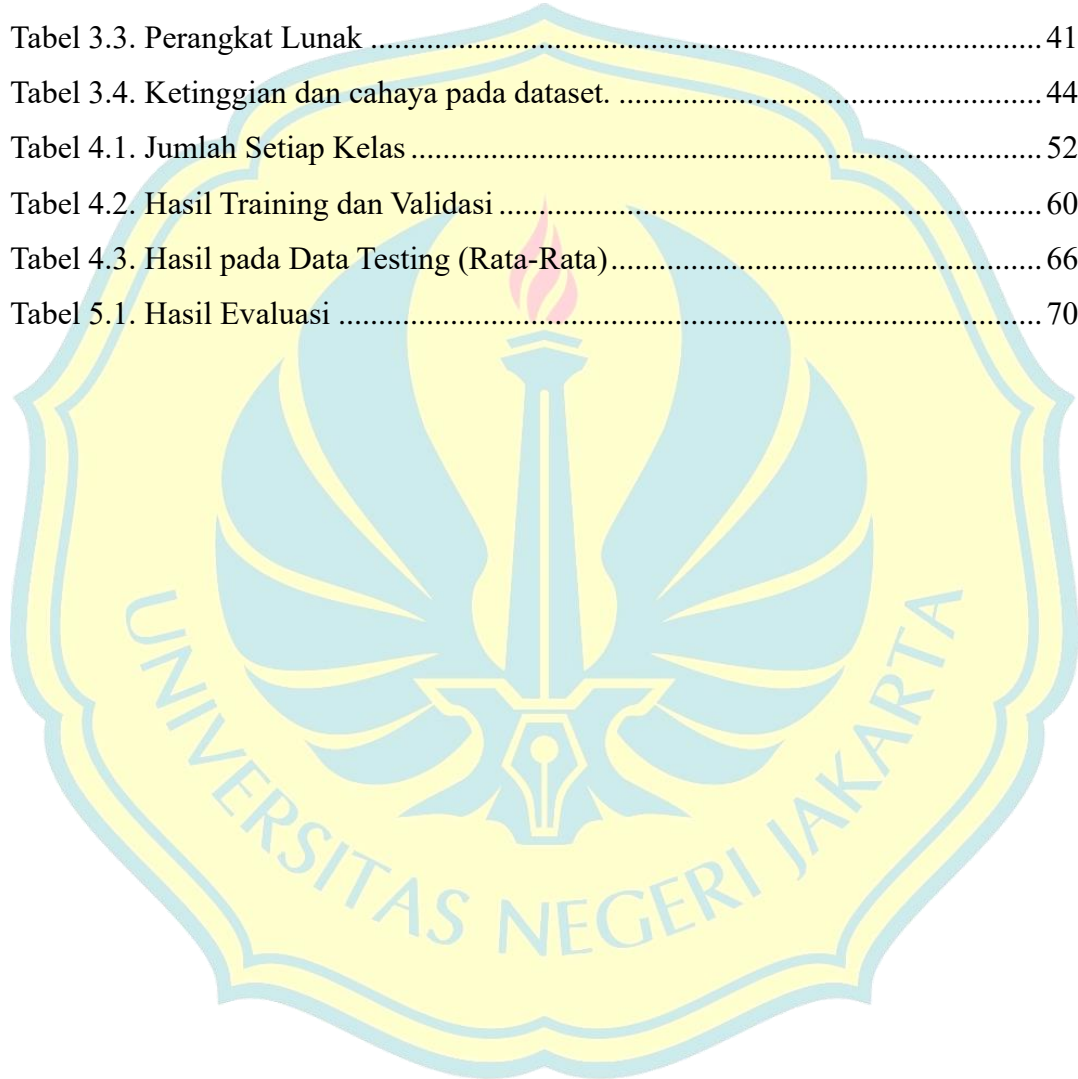 Tabel 3.3. Perangkat Lunak ................................................................................... 41
Tabel 3.4. Ketinggian dan cahaya pada dataset. .................................................... 44
Tabel 4.1. Jumlah Setiap Kelas .............................................................................. 52
Tabel 4.2. Hasil Training dan Validasi ................................................................... 60
Tabel 4.3. Hasil pada Data Testing (Rata-Rata)...................................................... 66
Tabel 5.1. Hasil Evaluasi ....................................................................................... 70
UNIVERSITAS NEGERI JAKARTA